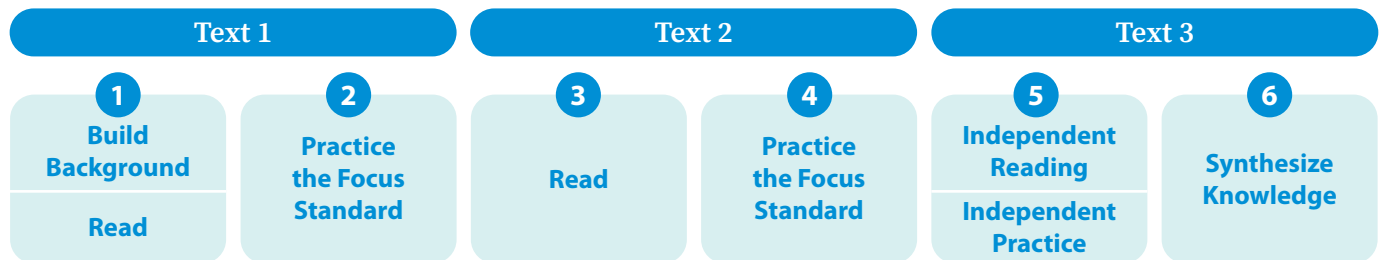 Text 1
Text 2
Text 3
1
Build
Background
Read
2
Practice
the Focus
Standard
3
Read
4
Practice
the Focus
Standard
5
Independent
Reading
Independent
Practice
6
Synthesize
Knowledge